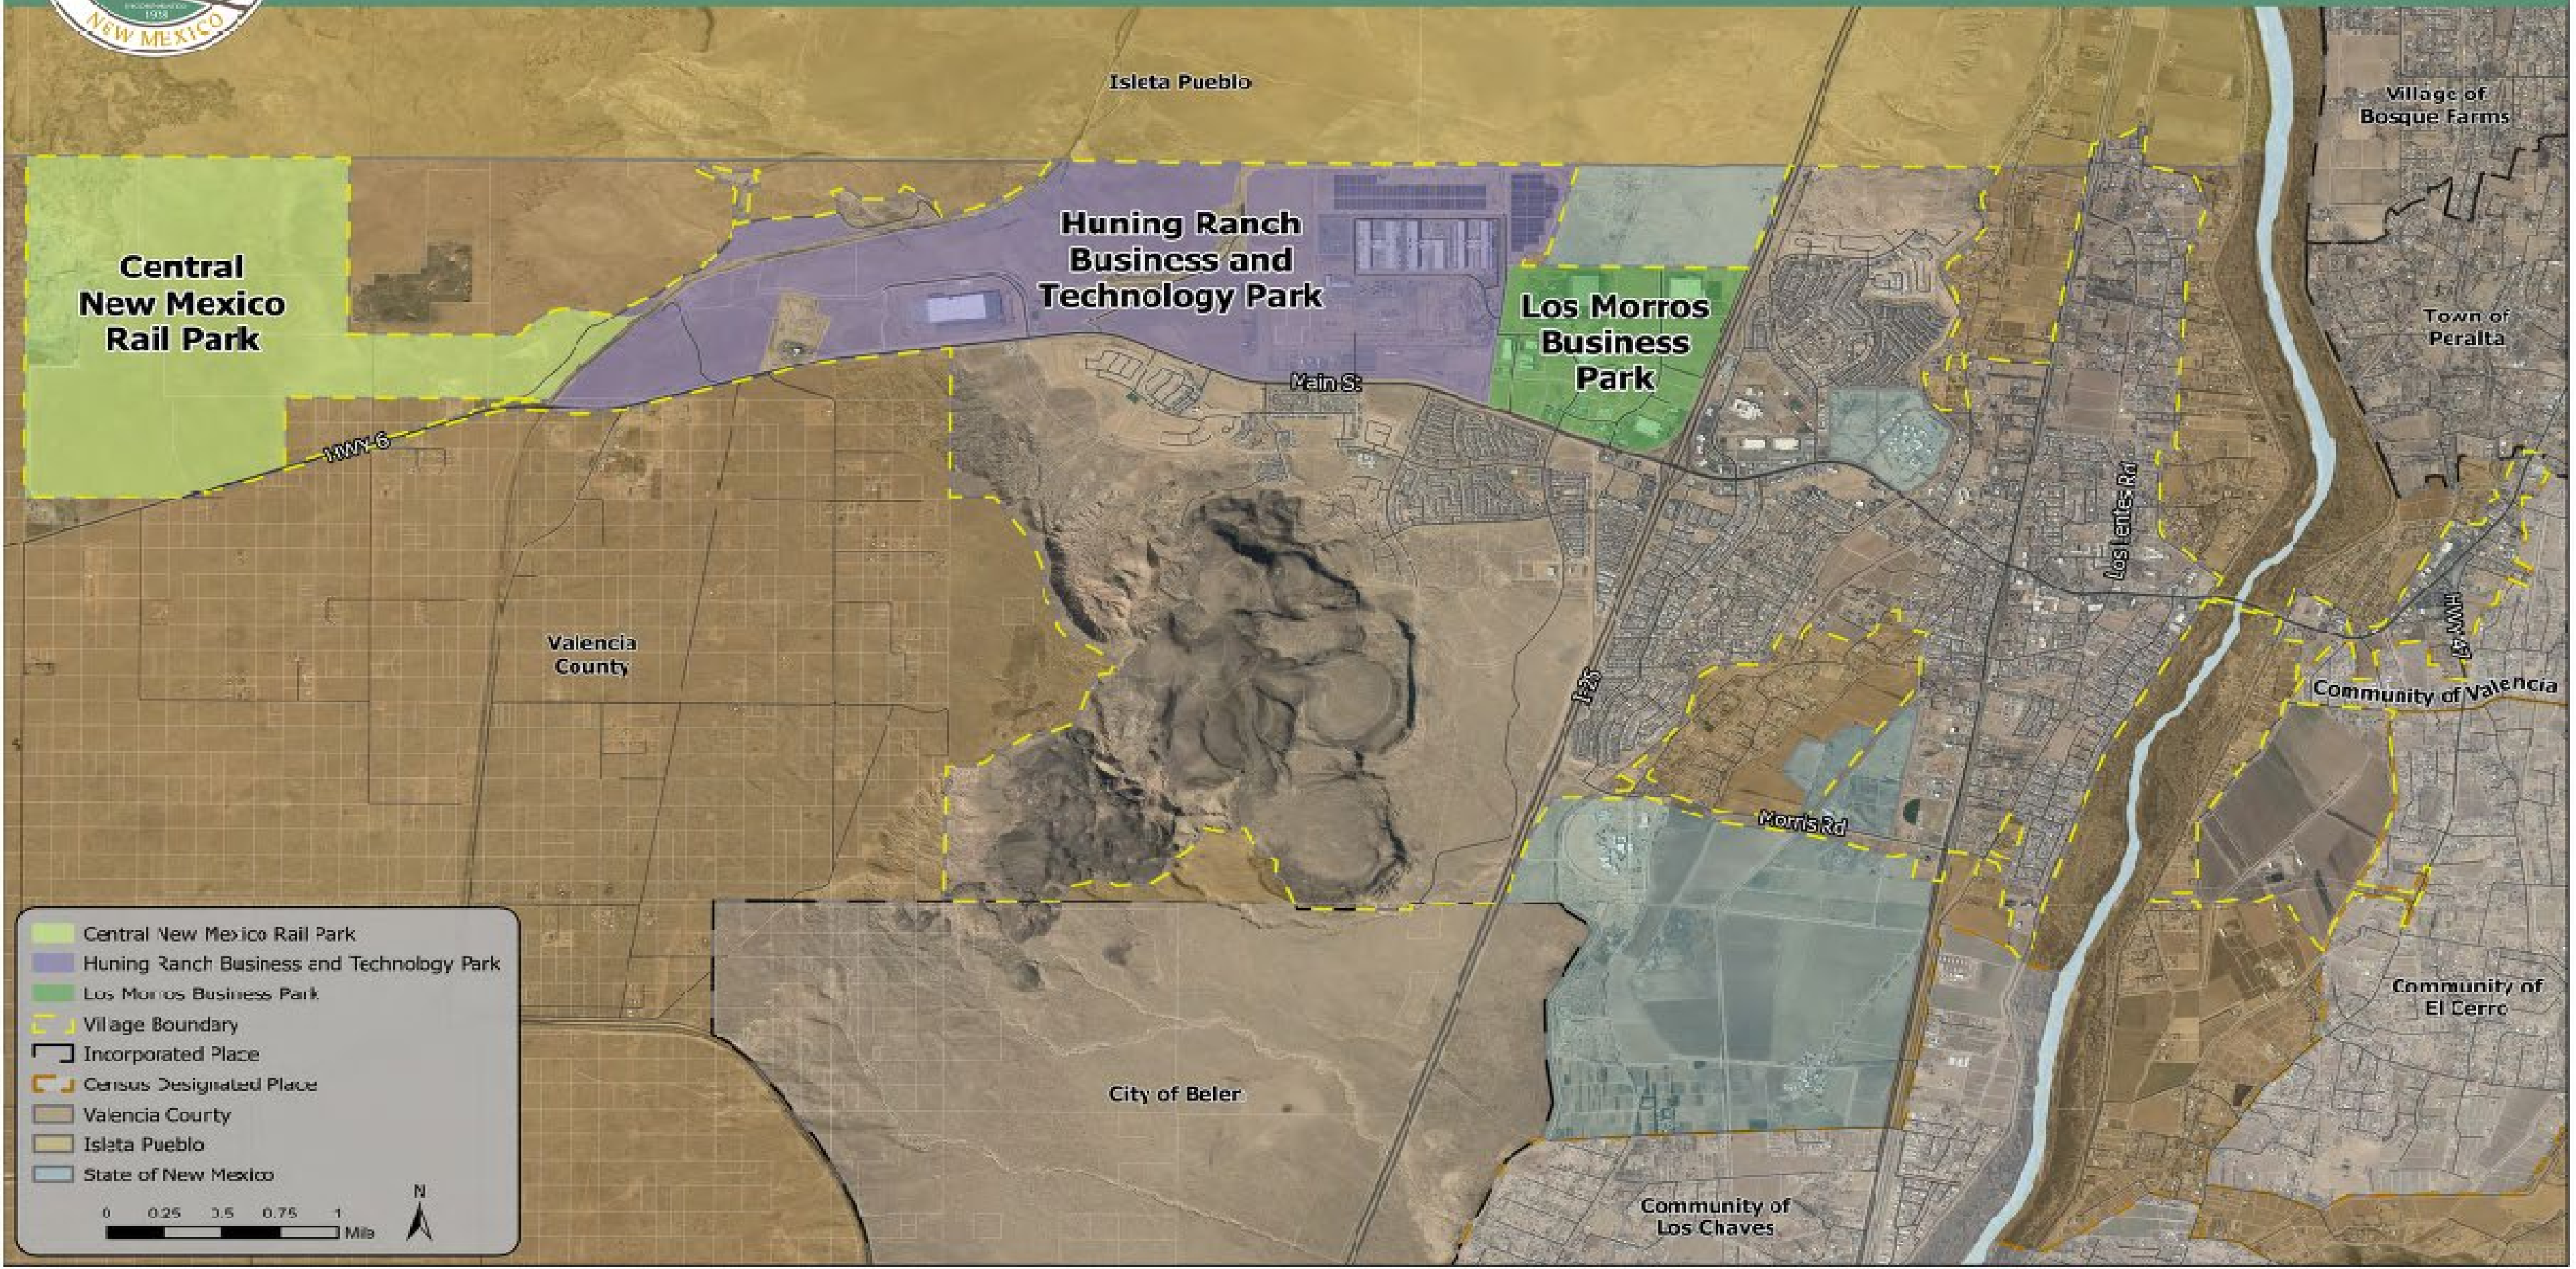 INCORPORATED
1928
NEW MEXICO
Isleta Pueblo
Village of
Bosque Farms
Central
New Mexico
Rail Park
Huning Ranch
Business and
Technology Park
Los Morros
Business
Park
Town of
Peralta
Main St
HWY 6
Los Lentes Rd
HWY 47
Valencia
County
I-25
Community of Valencia
Morris Rd
Community of
El Cerro
City of Belen
Community of
Los Chaves
Central New Mexico Rail Park
Huning Ranch Business and Technology Park
Los Morros Business Park
Village Boundary
Incorporated Place
Census Designated Place
Valencia County
Isleta Pueblo
State of New Mexico
N
0 0.25 0.5 0.75 1
Mile